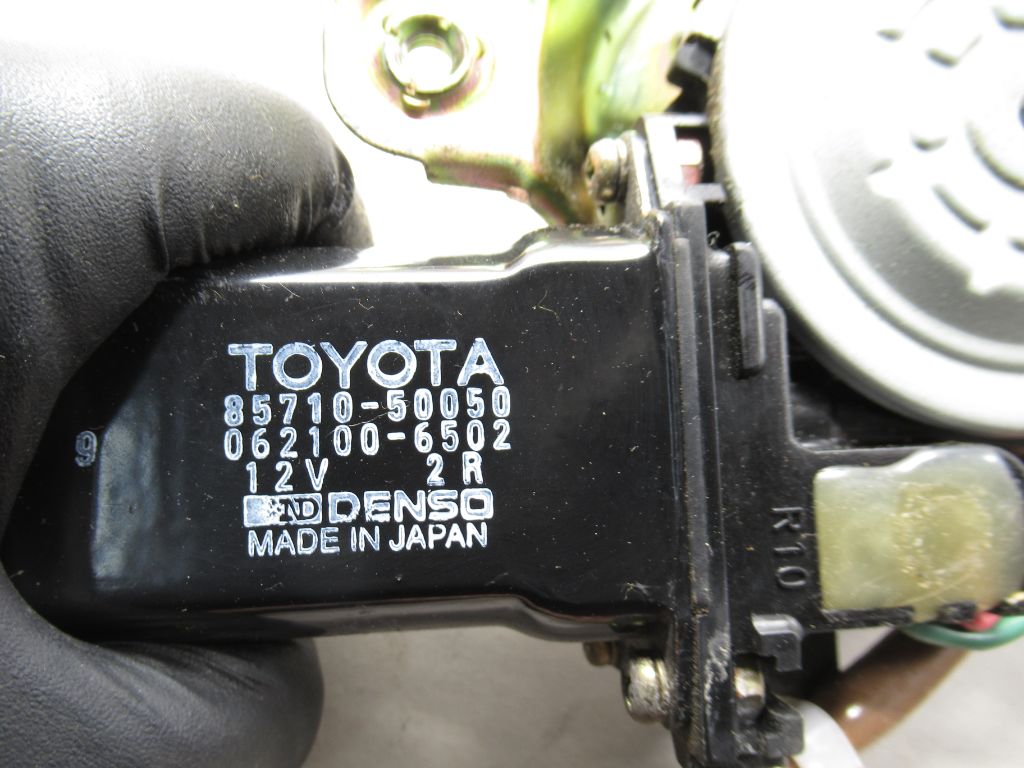 TOYOTA
85710-50050
062100-6502
12V 2R
ND DENSO
MADE IN JAPAN
9
R10